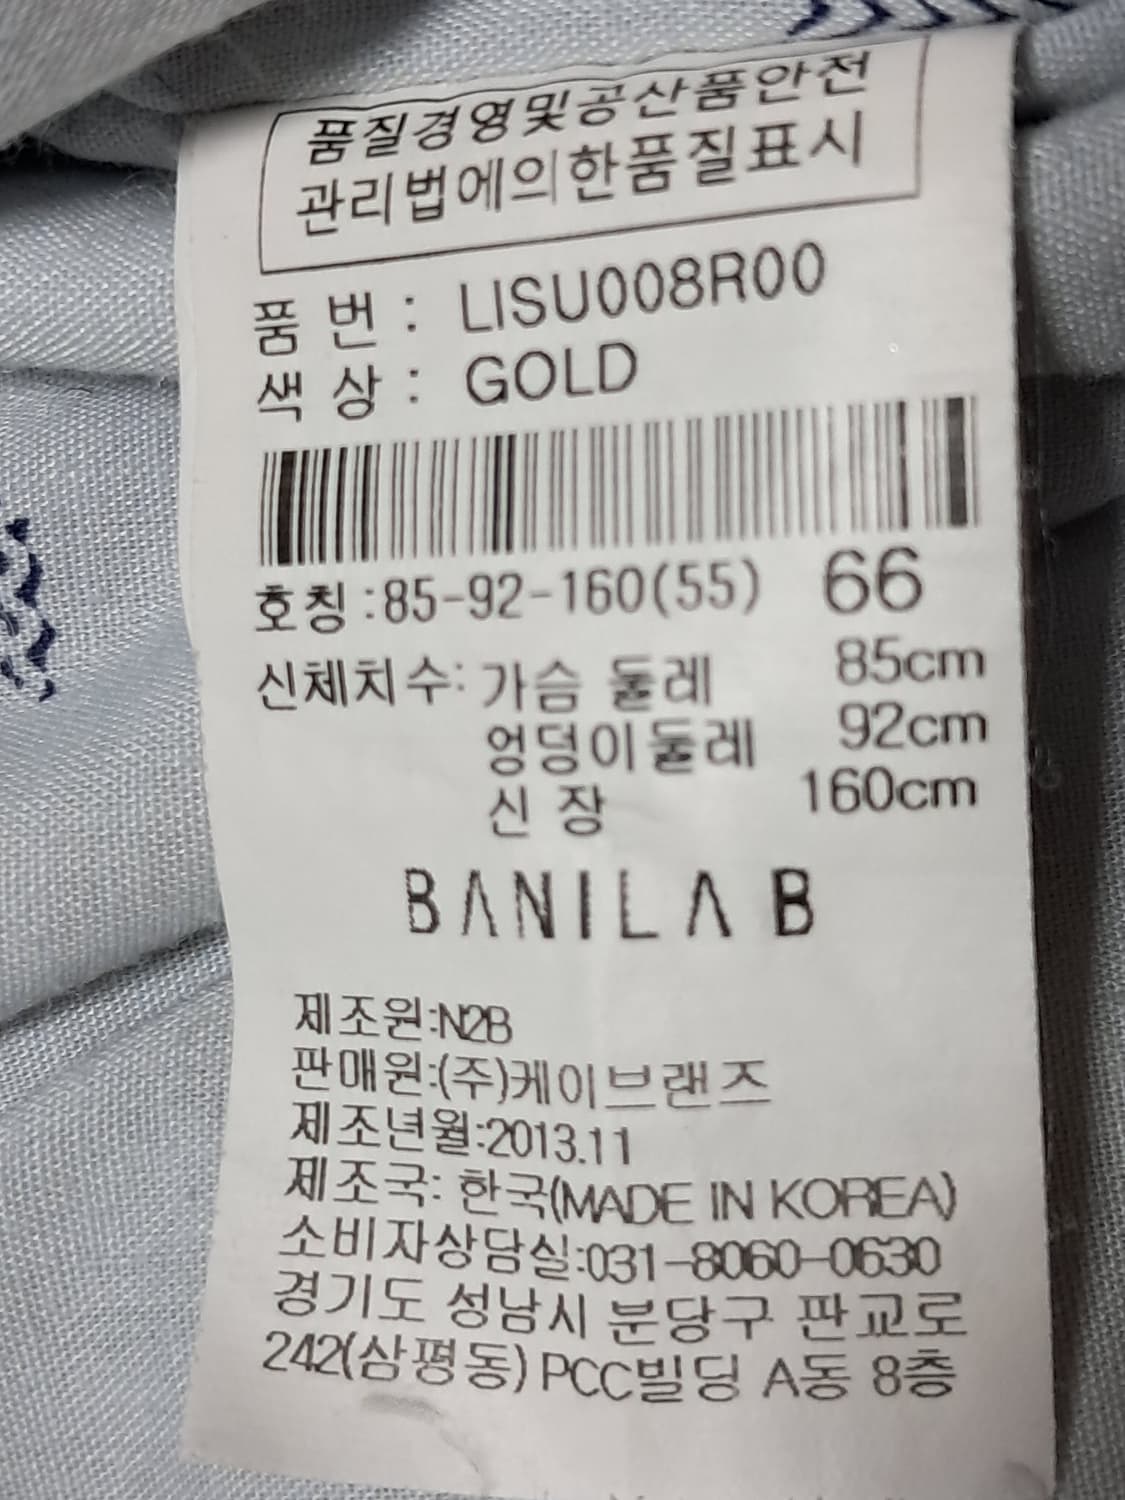 품질경영및공산품안전
관리법에의한품질표시
품 번 : LISU008R00
색 상 : GOLD
호칭 :85-92-160(55) 66
신체치수: 가슴 둘레 85cm
엉덩이둘레 92cm
신 장 160cm
BANILA B
제조원:N2B
판매원:(주)케이브랜즈
제조년월:2013.11
제조국: 한국(MADE IN KOREA)
소비자상담실:031-8060-0630
경기도 성남시 분당구 판교로
242(삼평동) PCC빌딩 A동 8층